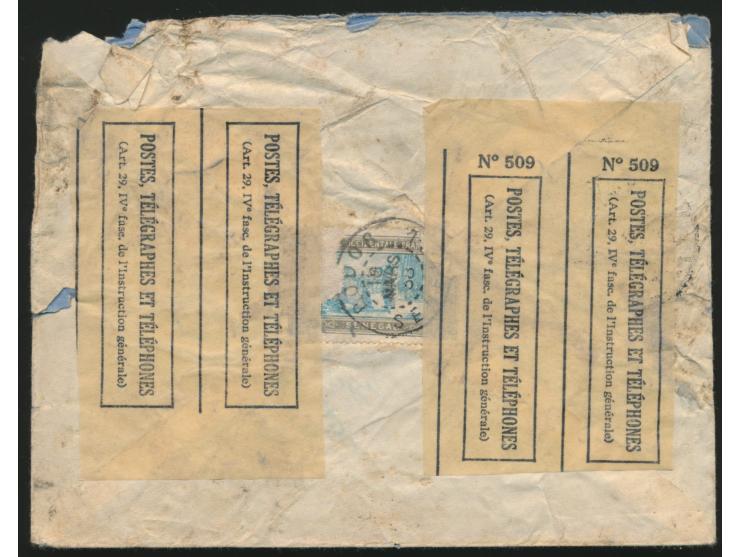 POSTES, TÉLÉGRAPHES ET TÉLÉPHONES
(Art. 29, IVe fasc. de l'Instruction générale)
POSTES, TÉLÉGRAPHES ET TÉLÉPHONES
(Art. 29, IVe fasc. de l'Instruction générale)
PODOS
SENEGAL
N° 509
POSTES, TÉLÉGRAPHES ET TÉLÉPHONES
(Art. 29, IVe fasc. de l'Instruction générale)
N° 509
POSTES, TÉLÉGRAPHES ET TÉLÉPHONES
(Art. 29, IVe fasc. de l'Instruction générale)